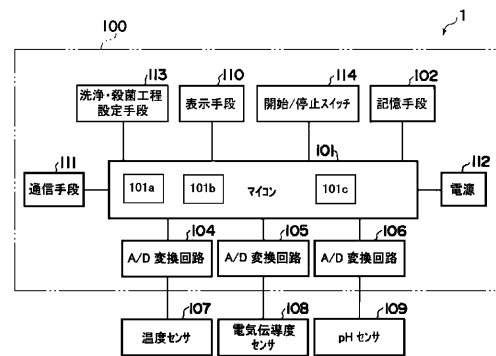 1
100
113
110
114
102
洗浄・殺菌工程
設定手段
表示手段
開始/停止スイッチ
記憶手段
101
111
112
通信手段
101a
101b
マイコン
101c
電源
104
105
106
A/D 変換回路
A/D 変換回路
A/D 変換回路
107
108
109
温度センサ
電気伝導度
センサ
pH センサ